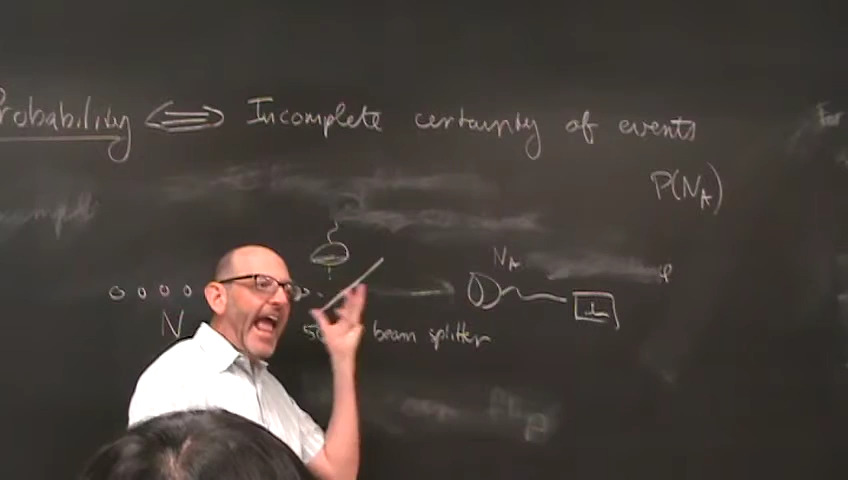 Probability ⟺ Incomplete certainty of events
P(N_A)
N_A
N
beam splitter